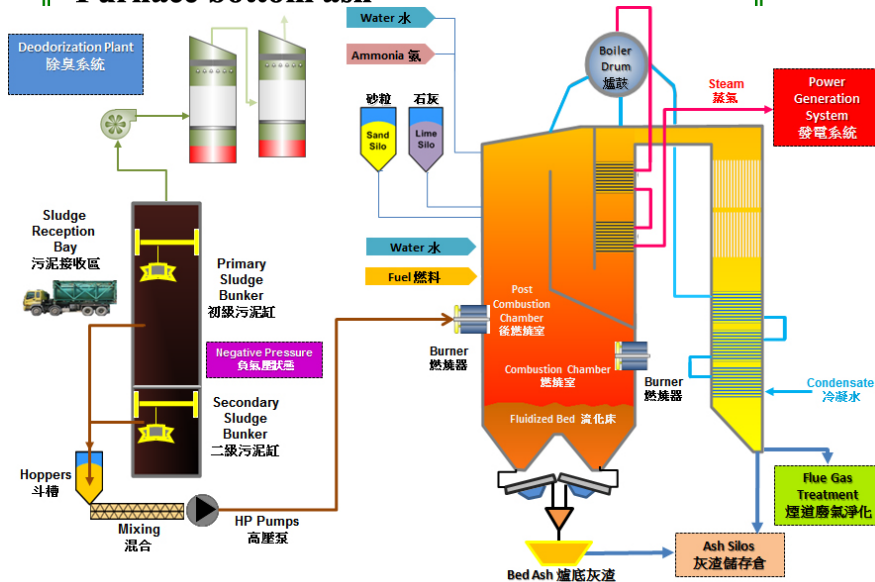 Furnace bottom ash
Water 水
Ammonia 氨
Deodorization Plant
除臭系統
砂粒
Sand
Silo
石灰
Lime
Silo
Boiler
Drum
爐鼓
Steam
蒸氣
Power
Generation
System
發電系統
Sludge
Reception
Bay
污泥接收區
Primary
Sludge
Bunker
初級污泥缸
Water 水
Fuel 燃料
Post
Combustion
Chamber
後燃燒室
Negative Pressure
負氣壓狀態
Burner
燃燒器
Combustion Chamber
燃燒室
Burner
燃燒器
Condensate
冷凝水
Secondary
Sludge
Bunker
二級污泥缸
Fluidized Bed 流化床
Hoppers
斗槽
Mixing
混合
HP Pumps
高壓泵
Flue Gas
Treatment
煙道廢氣淨化
Bed Ash 爐底灰渣
Ash Silos
灰渣儲存倉